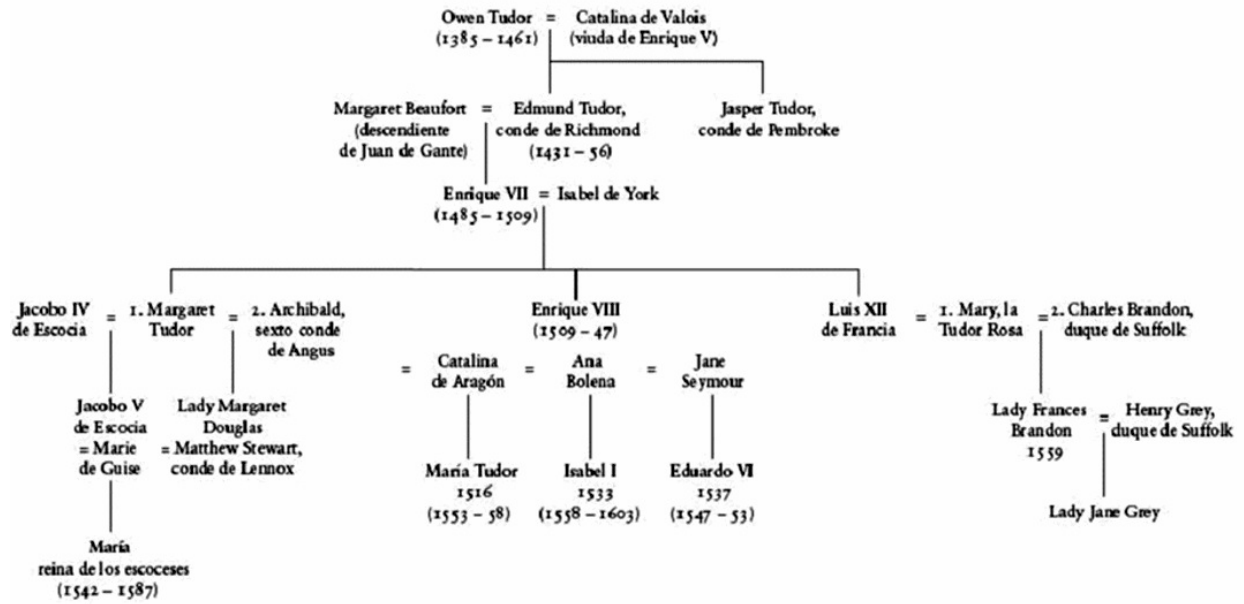 Owen Tudor = Catalina de Valois
(1385 – 1461) (viuda de Enrique V)
Margaret Beaufort = Edmund Tudor,
(descendiente conde de Richmond
de Juan de Gante) (1431 – 56)
Jasper Tudor,
conde de Pembroke
Enrique VII = Isabel de York
(1485 – 1509)
Jacobo IV
de Escocia
=
1. Margaret
Tudor
=
2. Archibald,
sexto conde
de Angus
Enrique VIII
(1509 – 47)
Luis XII
de Francia
=
1. Mary, la
Tudor Rosa
=
2. Charles Brandon,
duque de Suffolk
=
Catalina
de Aragón
=
Ana
Bolena
=
Jane
Seymour
Jacobo V
de Escocia
= Marie
de Guise
Lady Margaret
Douglas
= Matthew Stewart,
conde de Lennox
Lady Frances
Brandon
1559
=
Henry Grey,
duque de Suffolk
María Tudor
1516
(1553 – 58)
Isabel I
1533
(1558 – 1603)
Eduardo VI
1537
(1547 – 53)
Lady Jane Grey
María
reina de los escoceses
(1542 – 1587)